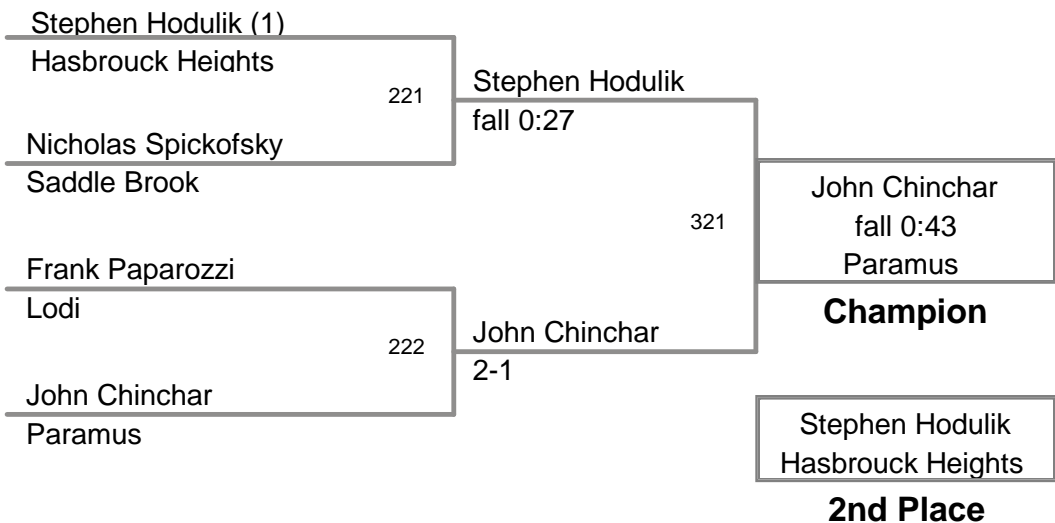 Stephen Hodulik (1)
Hasbrouck Heights
221
Nicholas Spickofsky
Saddle Brook
Stephen Hodulik
fall 0:27
Frank Paparozzi
Lodi
222
John Chinchar
Paramus
John Chinchar
2-1
321
John Chinchar
fall 0:43
Paramus
Champion
Stephen Hodulik
Hasbrouck Heights
2nd Place